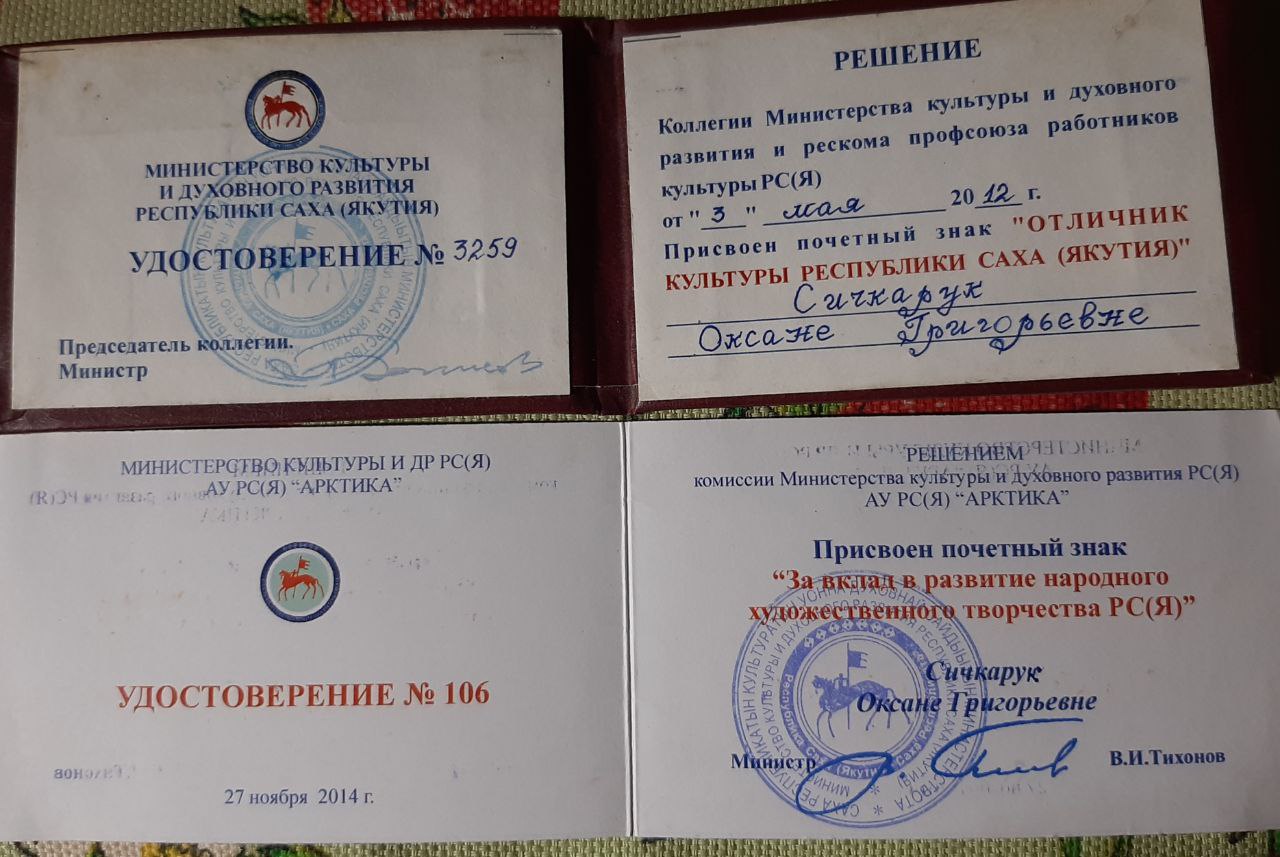 МИНИСТЕРСТВО КУЛЬТУРЫ
И ДУХОВНОГО РАЗВИТИЯ
РЕСПУБЛИКИ САХА (ЯКУТИЯ)
УДОСТОВЕРЕНИЕ № 3259
Председатель коллегии.
Министр
РЕШЕНИЕ
Коллегии Министерства культуры и духовного
развития и рескома профсоюза работников
культуры РС(Я)
от "3" мая 2012 г.
Присвоен почетный знак "ОТЛИЧНИК
КУЛЬТУРЫ РЕСПУБЛИКИ САХА (ЯКУТИЯ)"
Сичкарук
Оксане Григорьевне
МИНИСТЕРСТВО КУЛЬТУРЫ И ДР РС(Я)
АУ РС(Я) “АРКТИКА”
УДОСТОВЕРЕНИЕ № 106
27 ноября 2014 г.
РЕШЕНИЕМ
комиссии Министерства культуры и духовного развития РС(Я)
АУ РС(Я) “АРКТИКА”
Присвоен почетный знак
“За вклад в развитие народного
художественного творчества РС(Я)”
Сичкарук
Оксане Григорьевне
Министр В.И.Тихонов